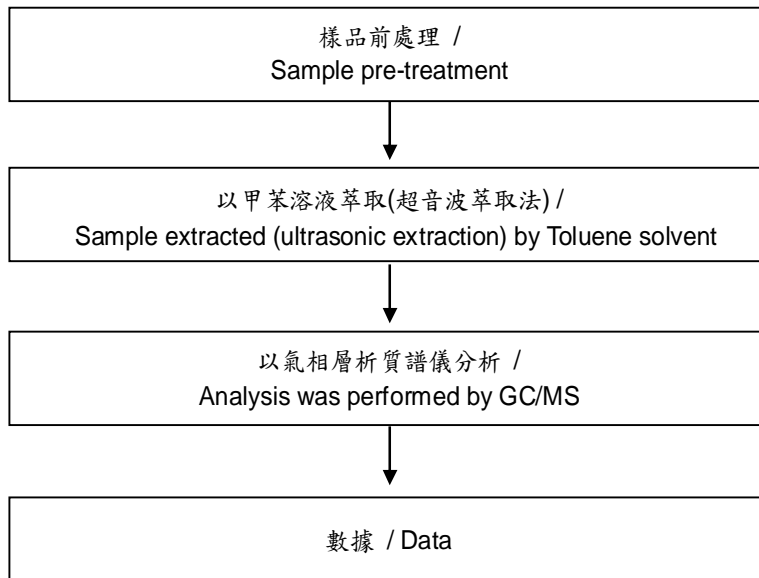 樣品前處理 /
Sample pre-treatment
以甲苯溶液萃取(超音波萃取法) /
Sample extracted (ultrasonic extraction) by Toluene solvent
以氣相層析質譜儀分析 /
Analysis was performed by GC/MS
數據 / Data